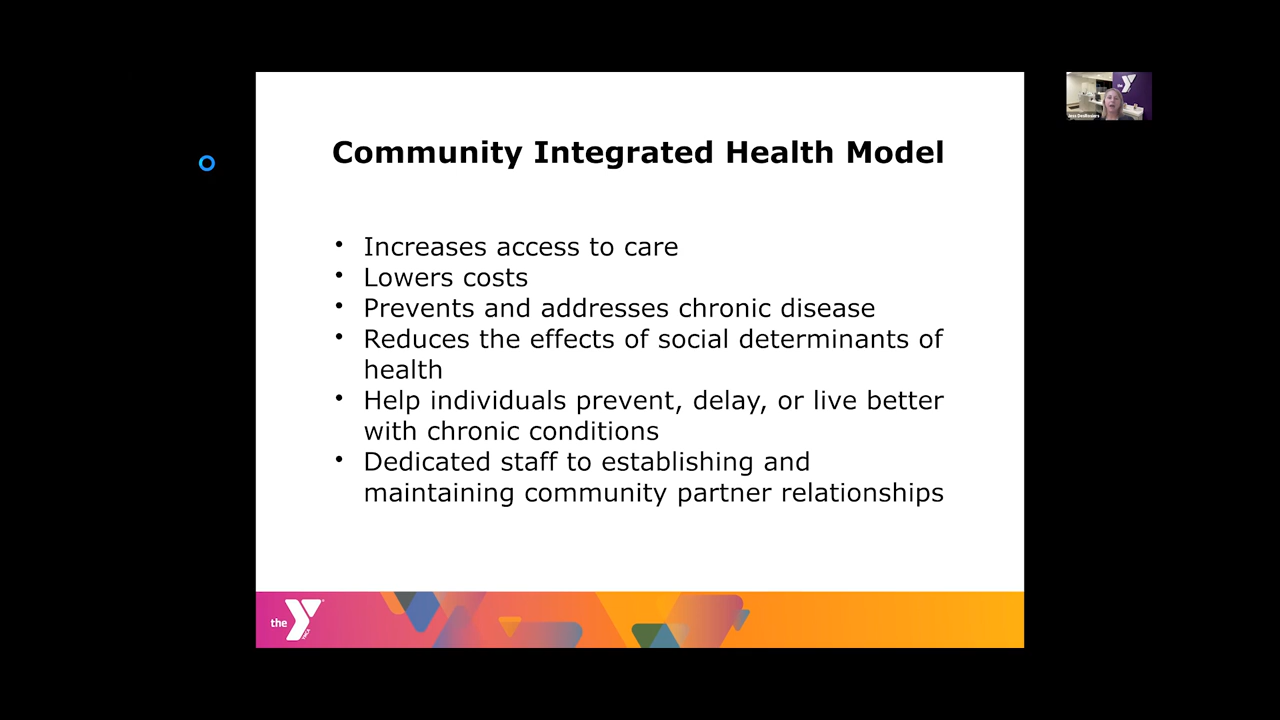 Community Integrated Health Model
• Increases access to care
• Lowers costs
• Prevents and addresses chronic disease
• Reduces the effects of social determinants of
health
• Help individuals prevent, delay, or live better
with chronic conditions
• Dedicated staff to establishing and
maintaining community partner relationships
the
YMCA